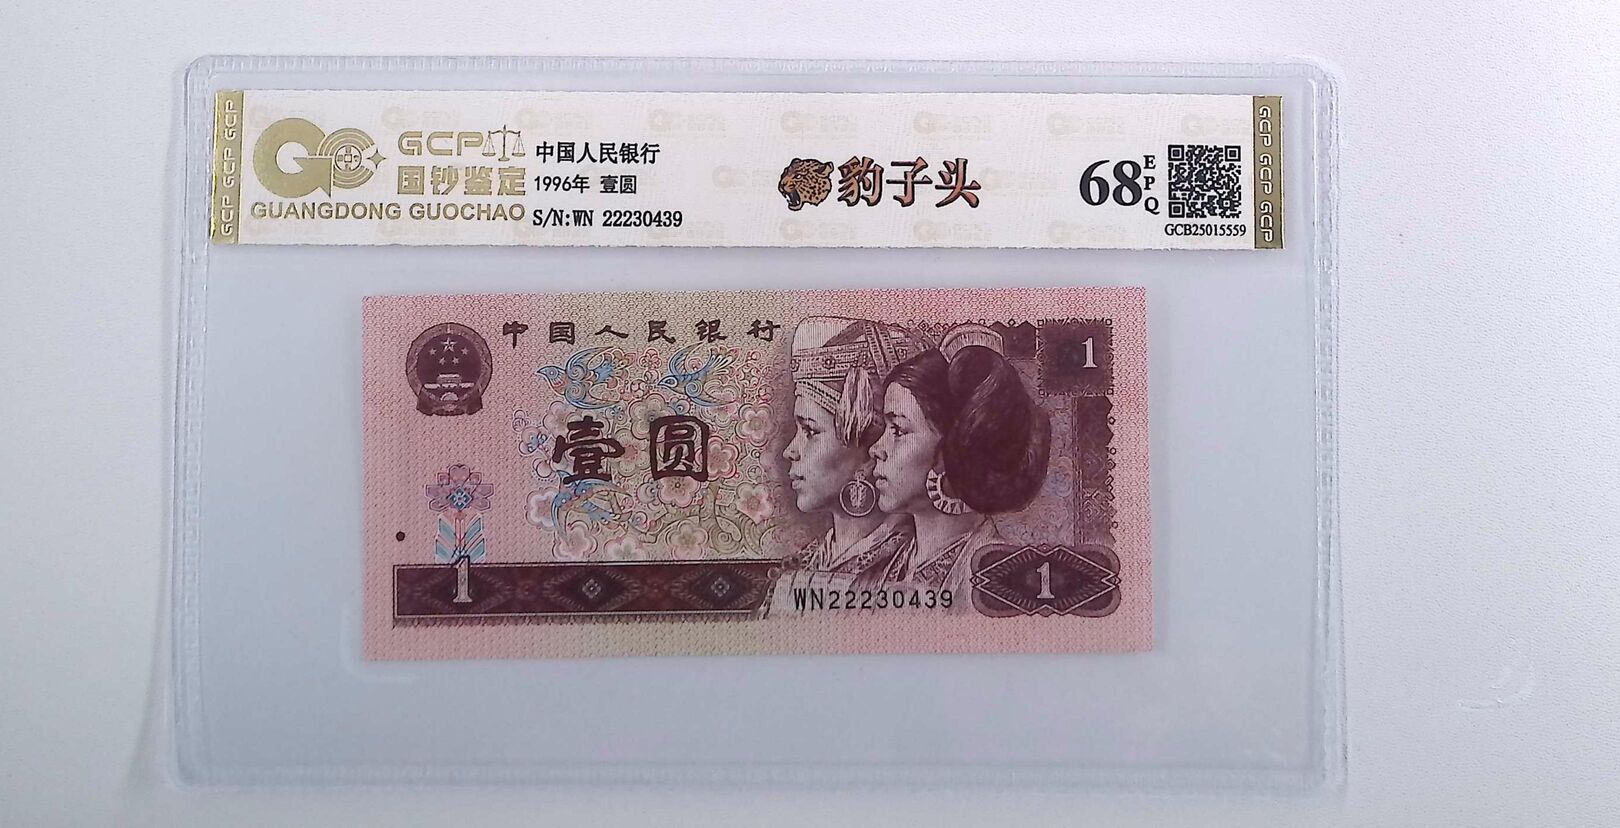 GCP GCP GCP
GCP
国钞鉴定
GUANGDONG GUOCHAO
中国人民银行
1996年 壹圆
S/N:WN 22230439
豹子头
68
EPQ
GCB25015559
GCP GCP GCP
中国人民银行
1
壹圆
1
WN22230439
1